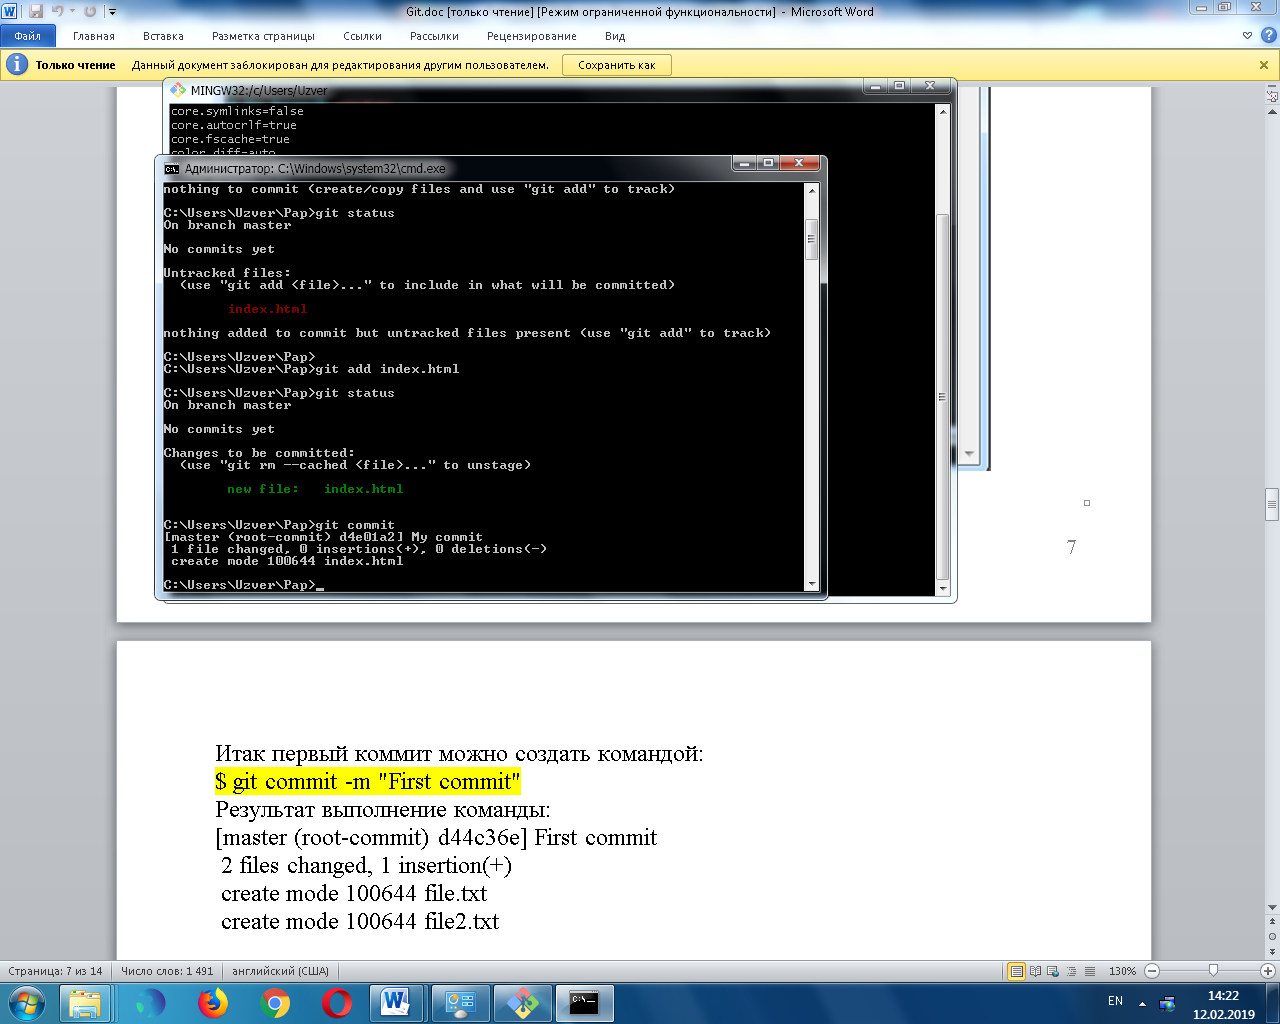 Git.doc [только чтение] [Режим ограниченной функциональности] - Microsoft Word
Файл Главная Вставка Разметка страницы Ссылки Рассылки Рецензирование Вид
Только чтение Данный документ заблокирован для редактирования другим пользователем. Сохранить как
MINGW32:/c/Users/Uzver
core.symlinks=false
core.autocrlf=true
core.fscache=true
color.diff=auto
Администратор: C:\Windows\system32\cmd.exe
nothing to commit (create/copy files and use "git add" to track)
C:\Users\Uzver\Pap>git status
On branch master
No commits yet
Untracked files:
(use "git add <file>..." to include in what will be committed)
index.html
nothing added to commit but untracked files present (use "git add" to track)
C:\Users\Uzver\Pap>
C:\Users\Uzver\Pap>git add index.html
C:\Users\Uzver\Pap>git status
On branch master
No commits yet
Changes to be committed:
(use "git rm --cached <file>..." to unstage)
new file: index.html
C:\Users\Uzver\Pap>git commit
[master (root-commit) d4e01a2] My commit
1 file changed, 0 insertions(+), 0 deletions(-)
create mode 100644 index.html
C:\Users\Uzver\Pap>_
7
Итак первый коммит можно создать командой:
$ git commit -m "First commit"
Результат выполнение команды:
[master (root-commit) d44c36e] First commit
2 files changed, 1 insertion(+)
create mode 100644 file.txt
create mode 100644 file2.txt
Страница: 7 из 14 Число слов: 1 491 английский (США) 130%
EN 14:22
12.02.2019